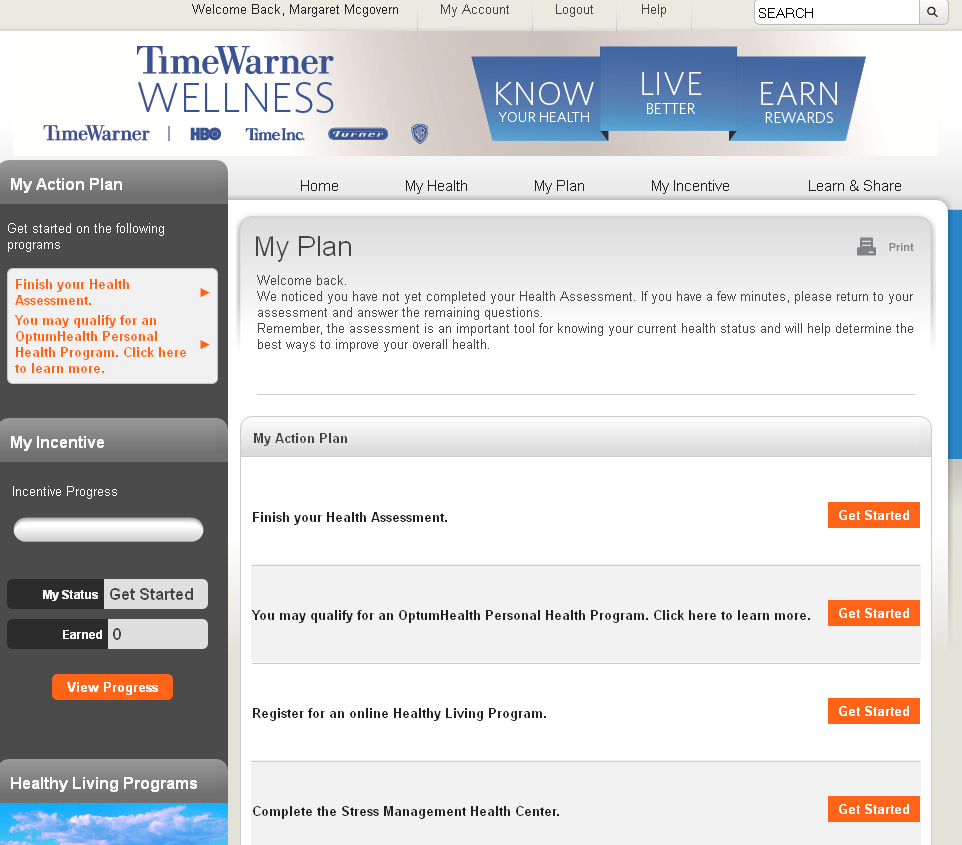 Welcome Back, Margaret Mcgovern
My Account
Logout
Help
SEARCH
TimeWarner
WELLNESS
TimeWarner | HBO TimeInc. Turner WB
KNOW
YOUR HEALTH
LIVE
BETTER
EARN
REWARDS
Home
My Health
My Plan
My Incentive
Learn & Share
My Action Plan
Get started on the following
programs
Finish your Health
Assessment.
You may qualify for an
OptumHealth Personal
Health Program. Click here
to learn more.
My Incentive
Incentive Progress
My Status Get Started
Earned 0
View Progress
Healthy Living Programs
My Plan
Print
Welcome back.
We noticed you have not yet completed your Health Assessment. If you have a few minutes, please return to your
assessment and answer the remaining questions.
Remember, the assessment is an important tool for knowing your current health status and will help determine the
best ways to improve your overall health.
My Action Plan
Finish your Health Assessment.
Get Started
You may qualify for an OptumHealth Personal Health Program. Click here to learn more.
Get Started
Register for an online Healthy Living Program.
Get Started
Complete the Stress Management Health Center.
Get Started